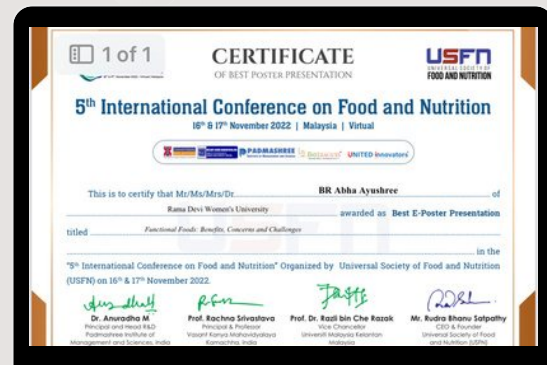 1 of 1
CERTIFICATE
OF BEST POSTER PRESENTATION
USFN
UNIVERSAL SOCIETY OF
FOOD AND NUTRITION
5th International Conference on Food and Nutrition
16th & 17th November 2022 | Malaysia | Virtual
PADMASHREE
UNITED Innovators
This is to certify that Mr/Ms/Mrs/Dr. BR Abha Ayushree of
Rama Devi Women's University awarded as Best E-Poster Presentation
titled Functional Foods: Benefits, Concerns and Challenges
in the
"5th International Conference on Food and Nutrition" Organized by Universal Society of Food and Nutrition
(USFN) on 16th & 17th November 2022.
Dr. Anuradha M Prof. Rachna Srivastava Prof. Dr. Razli bin Che Razak Mr. Rudra Bhanu Satpathy
Principal and Head R&D Principal & Professor Vice Chancellor CEO & Founder
Padmashree Institute of Vasant Kanya Mahavidyalaya Universiti Malaysia Kelantan Universal Society of Food
Management and Sciences, India Kamachha, India Malaysia and Nutrition (USFN)